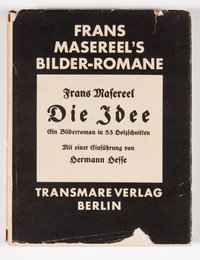 FRANS
MASEREEL'S
BILDER-ROMANE
Frans Masereel
Die Idee
Ein Bilderroman in 83 Holzschnitten
Mit einer Einführung von
Hermann Hesse
TRANSMARE VERLAG
BERLIN